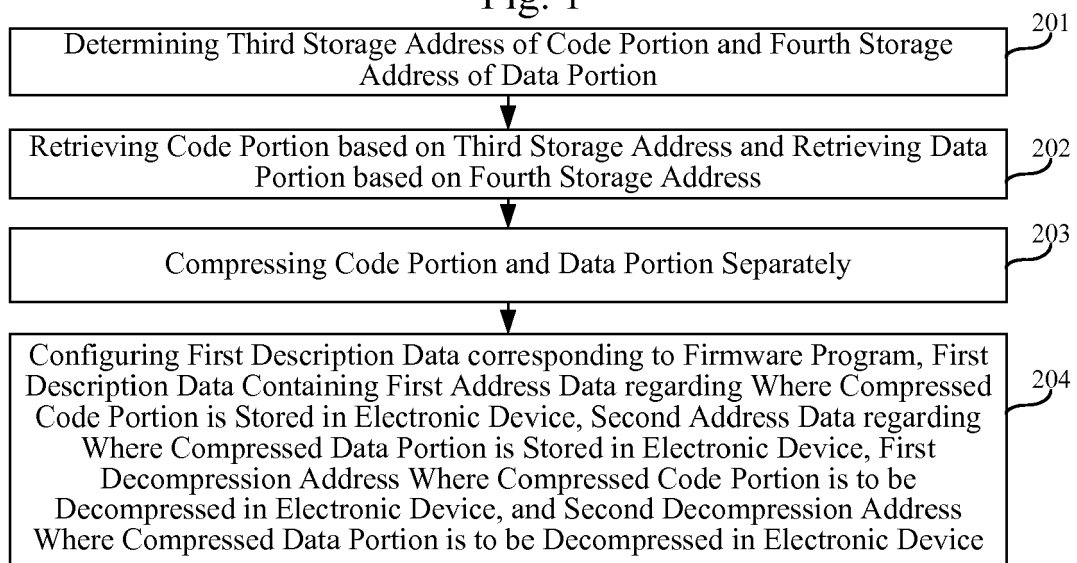 Fig. 1
201
Determining Third Storage Address of Code Portion and Fourth Storage
Address of Data Portion
202
Retrieving Code Portion based on Third Storage Address and Retrieving Data
Portion based on Fourth Storage Address
203
Compressing Code Portion and Data Portion Separately
204
Configuring First Description Data corresponding to Firmware Program, First
Description Data Containing First Address Data regarding Where Compressed
Code Portion is Stored in Electronic Device, Second Address Data regarding
Where Compressed Data Portion is Stored in Electronic Device, First
Decompression Address Where Compressed Code Portion is to be
Decompressed in Electronic Device, and Second Decompression Address
Where Compressed Data Portion is to be Decompressed in Electronic Device